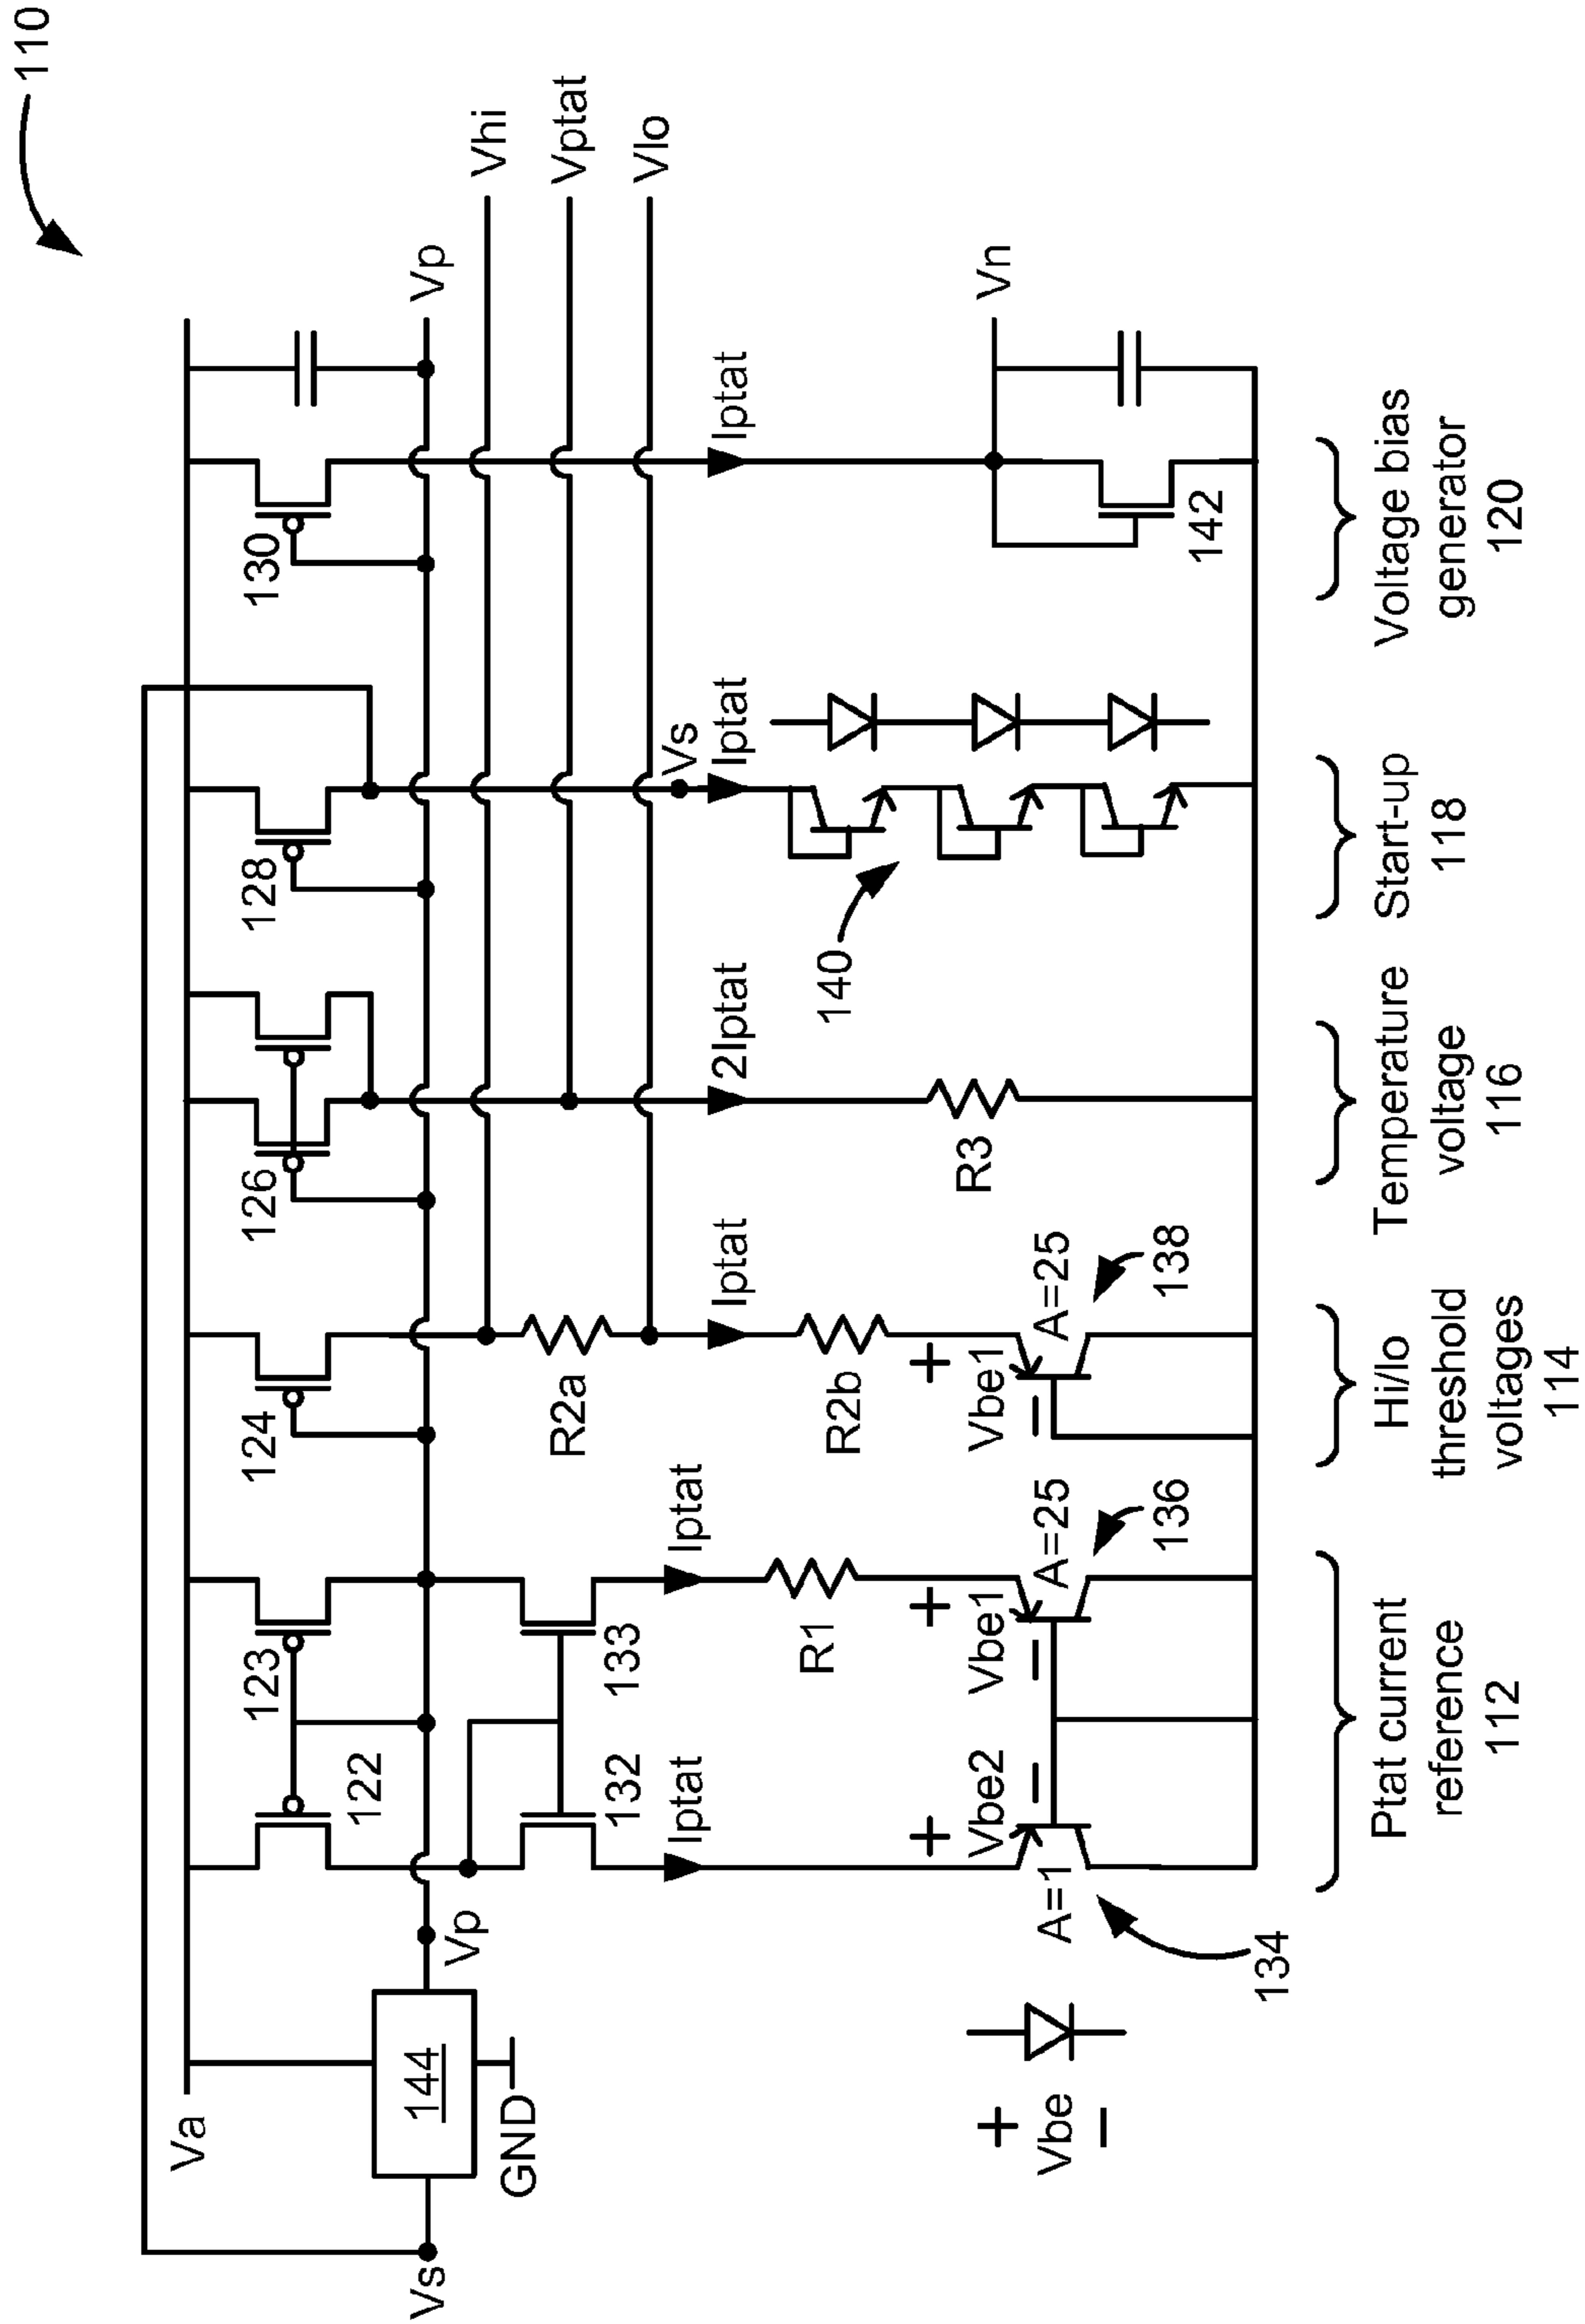 110
Va
Vs
144
GND
Vp
122
123
124
126
128
130
Vp
Vhi
Vptat
Vlo
132
133
R2a
Vs
Iptat
Iptat
Iptat
2Iptat
Iptat
Iptat
R1
R2b
R3
140
Vn
142
+
Vbe
−
+
Vbe2
−
A=1
134
+
Vbe1
−
A=25
136
+
Vbe1
−
A=25
138
Ptat current
reference
112
Hi/lo
threshold
voltages
114
Temperature
voltage
116
Start-up
118
Voltage bias
generator
120